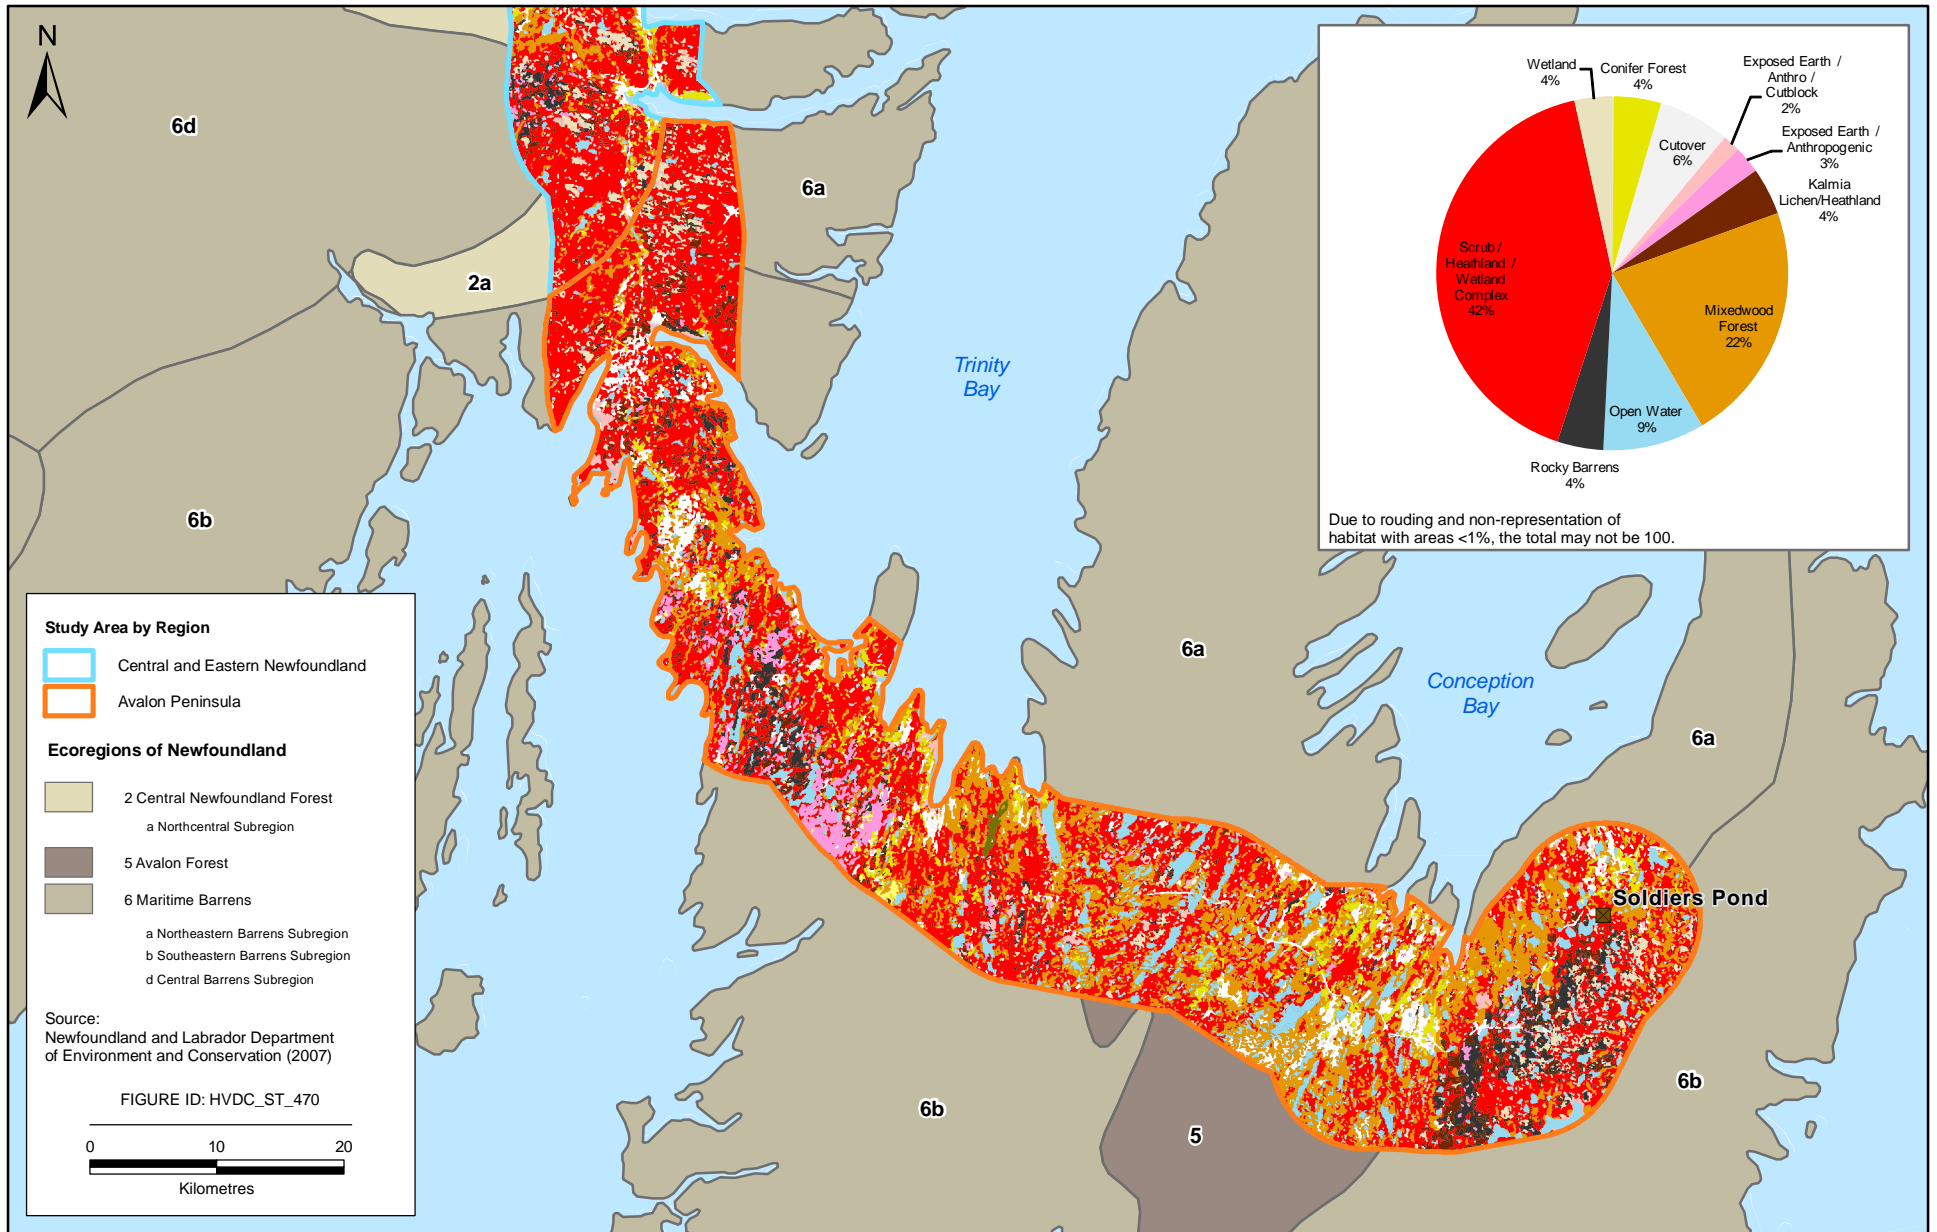 N
6d
6a
2a
Trinity
Bay
6b
6a
Conception
Bay
6a
Soldiers Pond
6b
6b
5
Wetland
4%
Conifer Forest
4%
Exposed Earth /
Anthro /
Cutblock
2%
Cutover
6%
Exposed Earth /
Anthropogenic
3%
Kalmia
Lichen/Heathland
4%
Scrub /
Heathland /
Wetland
Complex
42%
Mixedwood
Forest
22%
Open Water
9%
Rocky Barrens
4%
Due to rouding and non-representation of
habitat with areas <1%, the total may not be 100.
Study Area by Region
Central and Eastern Newfoundland
Avalon Peninsula
Ecoregions of Newfoundland
2 Central Newfoundland Forest
a Northcentral Subregion
5 Avalon Forest
6 Maritime Barrens
a Northeastern Barrens Subregion
b Southeastern Barrens Subregion
d Central Barrens Subregion
Source:
Newfoundland and Labrador Department
of Environment and Conservation (2007)
FIGURE ID: HVDC_ST_470
0 10 20
Kilometres